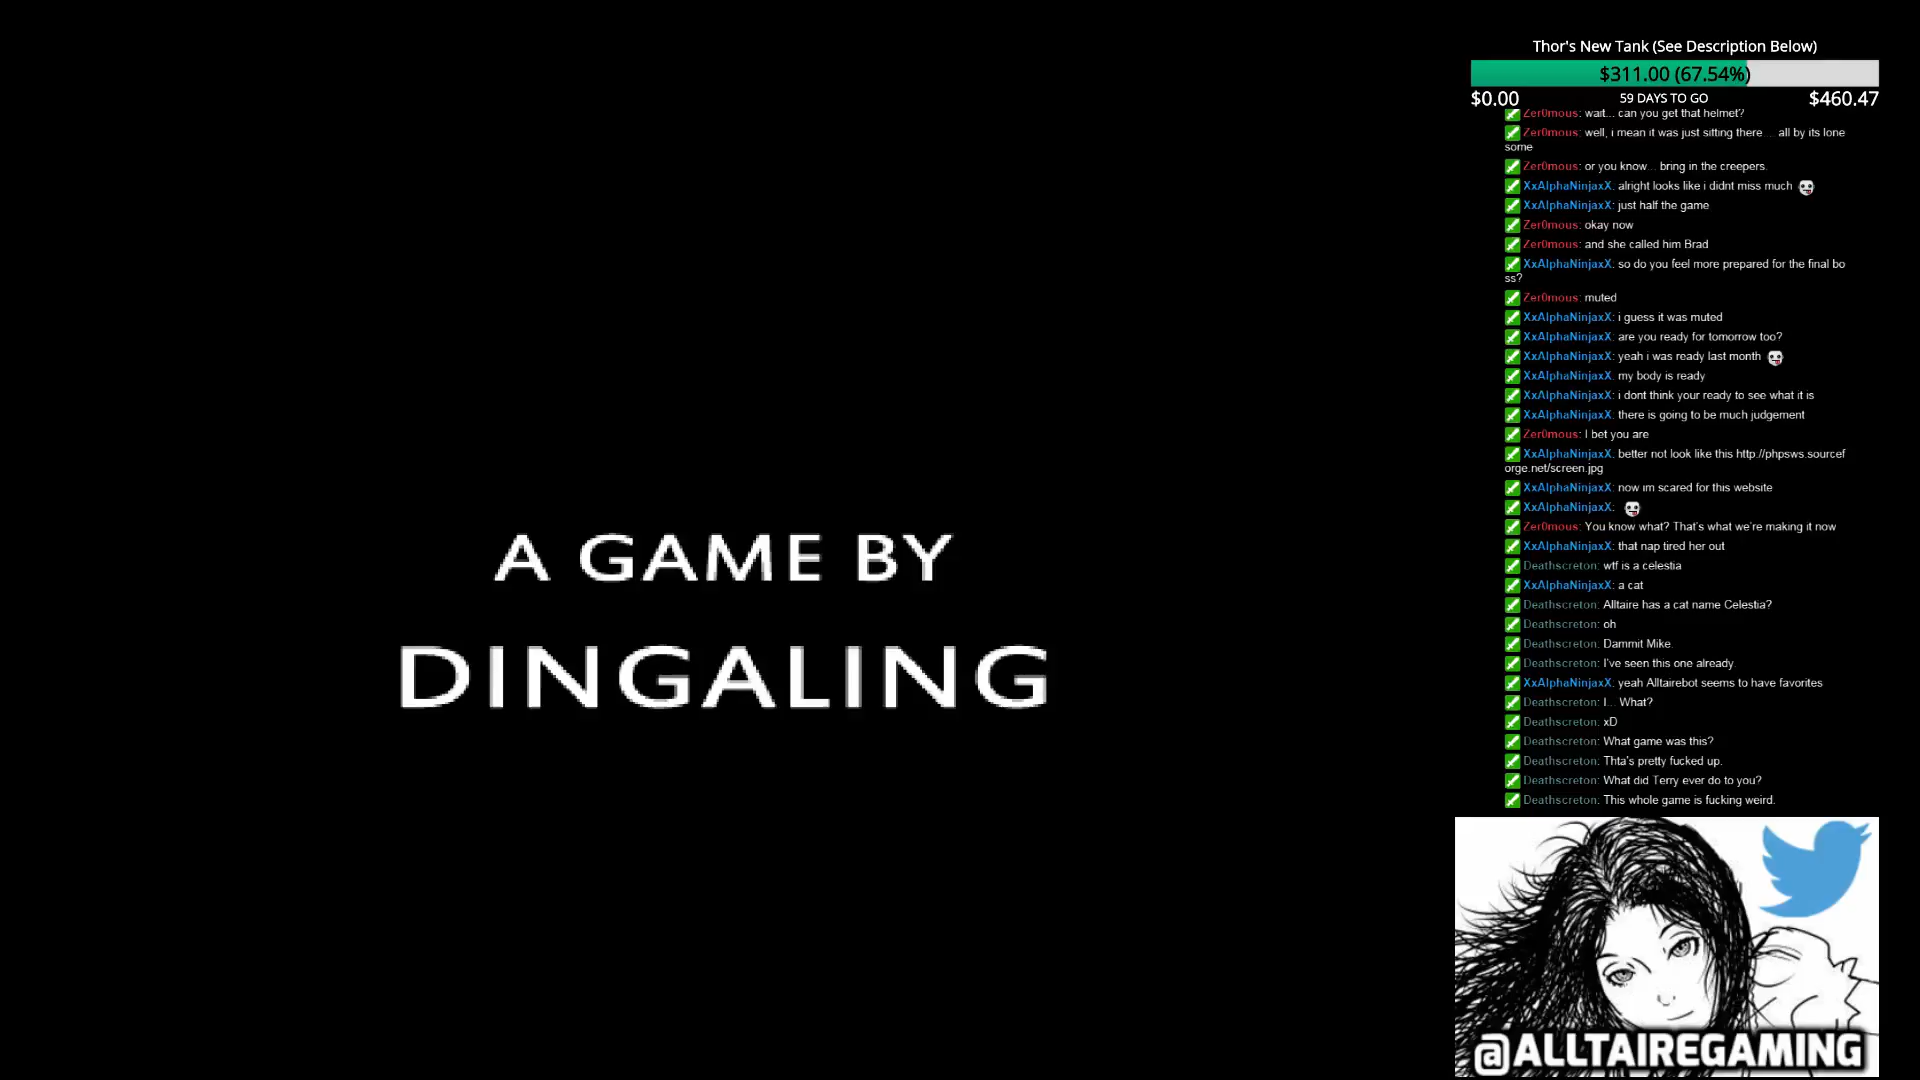 A GAME BY
DINGALING
Thor's New Tank (See Description Below)
$311.00 (67.54%)
$0.00 59 DAYS TO GO $460.47
Zer0mous: wait... can you get that helmet?
Zer0mous: well, i mean it was just sitting there... all by its lone
some
Zer0mous: or you know... bring in the creepers.
XxAlphaNinjaxX: alright looks like i didnt miss much
XxAlphaNinjaxX: just half the game
Zer0mous: okay now
Zer0mous: and she called him Brad
XxAlphaNinjaxX: so do you feel more prepared for the final bo
ss?
Zer0mous: muted
XxAlphaNinjaxX: i guess it was muted
XxAlphaNinjaxX: are you ready for tomorrow too?
XxAlphaNinjaxX: yeah i was ready last month
XxAlphaNinjaxX: my body is ready
XxAlphaNinjaxX: i dont think your ready to see what it is
XxAlphaNinjaxX: there is going to be much judgement
Zer0mous: I bet you are
XxAlphaNinjaxX: better not look like this http://phpsws.sourcef
orge.net/screen.jpg
XxAlphaNinjaxX: now im scared for this website
XxAlphaNinjaxX:
Zer0mous: You know what? That's what we're making it now
XxAlphaNinjaxX: that nap tired her out
Deathscreton: wtf is a celestia
XxAlphaNinjaxX: a cat
Deathscreton: Alltaire has a cat name Celestia?
Deathscreton: oh
Deathscreton: Dammit Mike.
Deathscreton: I've seen this one already.
XxAlphaNinjaxX: yeah Alltairebot seems to have favorites
Deathscreton: I... What?
Deathscreton: xD
Deathscreton: What game was this?
Deathscreton: Thta's pretty fucked up.
Deathscreton: What did Terry ever do to you?
Deathscreton: This whole game is fucking weird.
@ALLTAIREGAMING